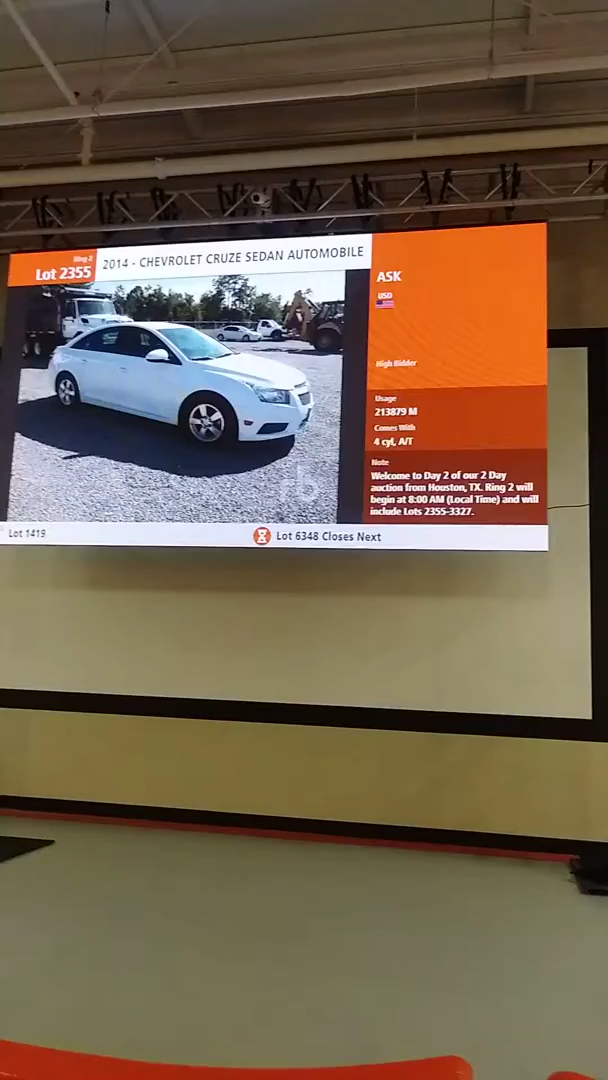 Ring 2
Lot 2355
2014 - CHEVROLET CRUZE SEDAN AUTOMOBILE
ASK
USD
High Bidder
Usage
213879 M
Comes With
4 cyl, A/T
Note
Welcome to Day 2 of our 2 Day
auction from Houston, TX. Ring 2 will
begin at 8:00 AM (Local Time) and will
include Lots 2355-3327.
rb
Lot 1419
Lot 6348 Closes Next